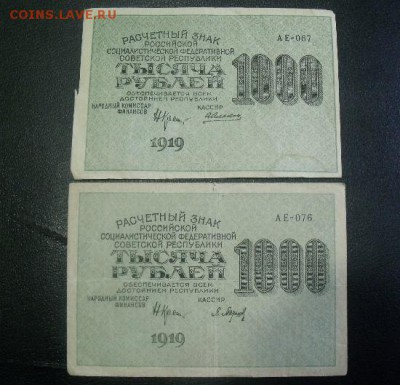 COINS.LAVE.RU
РАСЧЕТНЫЙ ЗНАК
РОССИЙСКОЙ
СОЦИАЛИСТИЧЕСКОЙ ФЕДЕРАТИВНОЙ
СОВЕТСКОЙ РЕСПУБЛИКИ
ТЫСЯЧА
РУБЛЕЙ
ОБЕСПЕЧИВАЕТСЯ ВСЕМ
ДОСТОЯНИЕМ РЕСПУБЛИКИ
НАРОДНЫЙ КОМИССАР
ФИНАНСОВ
КАССИР
1919
АЕ-067
1000
РАСЧЕТНЫЙ ЗНАК
РОССИЙСКОЙ
СОЦИАЛИСТИЧЕСКОЙ ФЕДЕРАТИВНОЙ
СОВЕТСКОЙ РЕСПУБЛИКИ
ТЫСЯЧА
РУБЛЕЙ
ОБЕСПЕЧИВАЕТСЯ ВСЕМ
ДОСТОЯНИЕМ РЕСПУБЛИКИ
НАРОДНЫЙ КОМИССАР
ФИНАНСОВ
КАССИР
1919
АЕ-076
1000